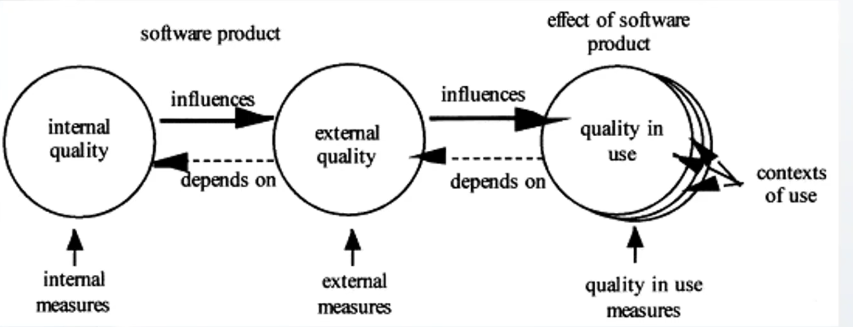 software product
effect of software
product
influences
influences
internal
quality
external
quality
quality in
use
depends on
depends on
contexts
of use
internal
measures
external
measures
quality in use
measures